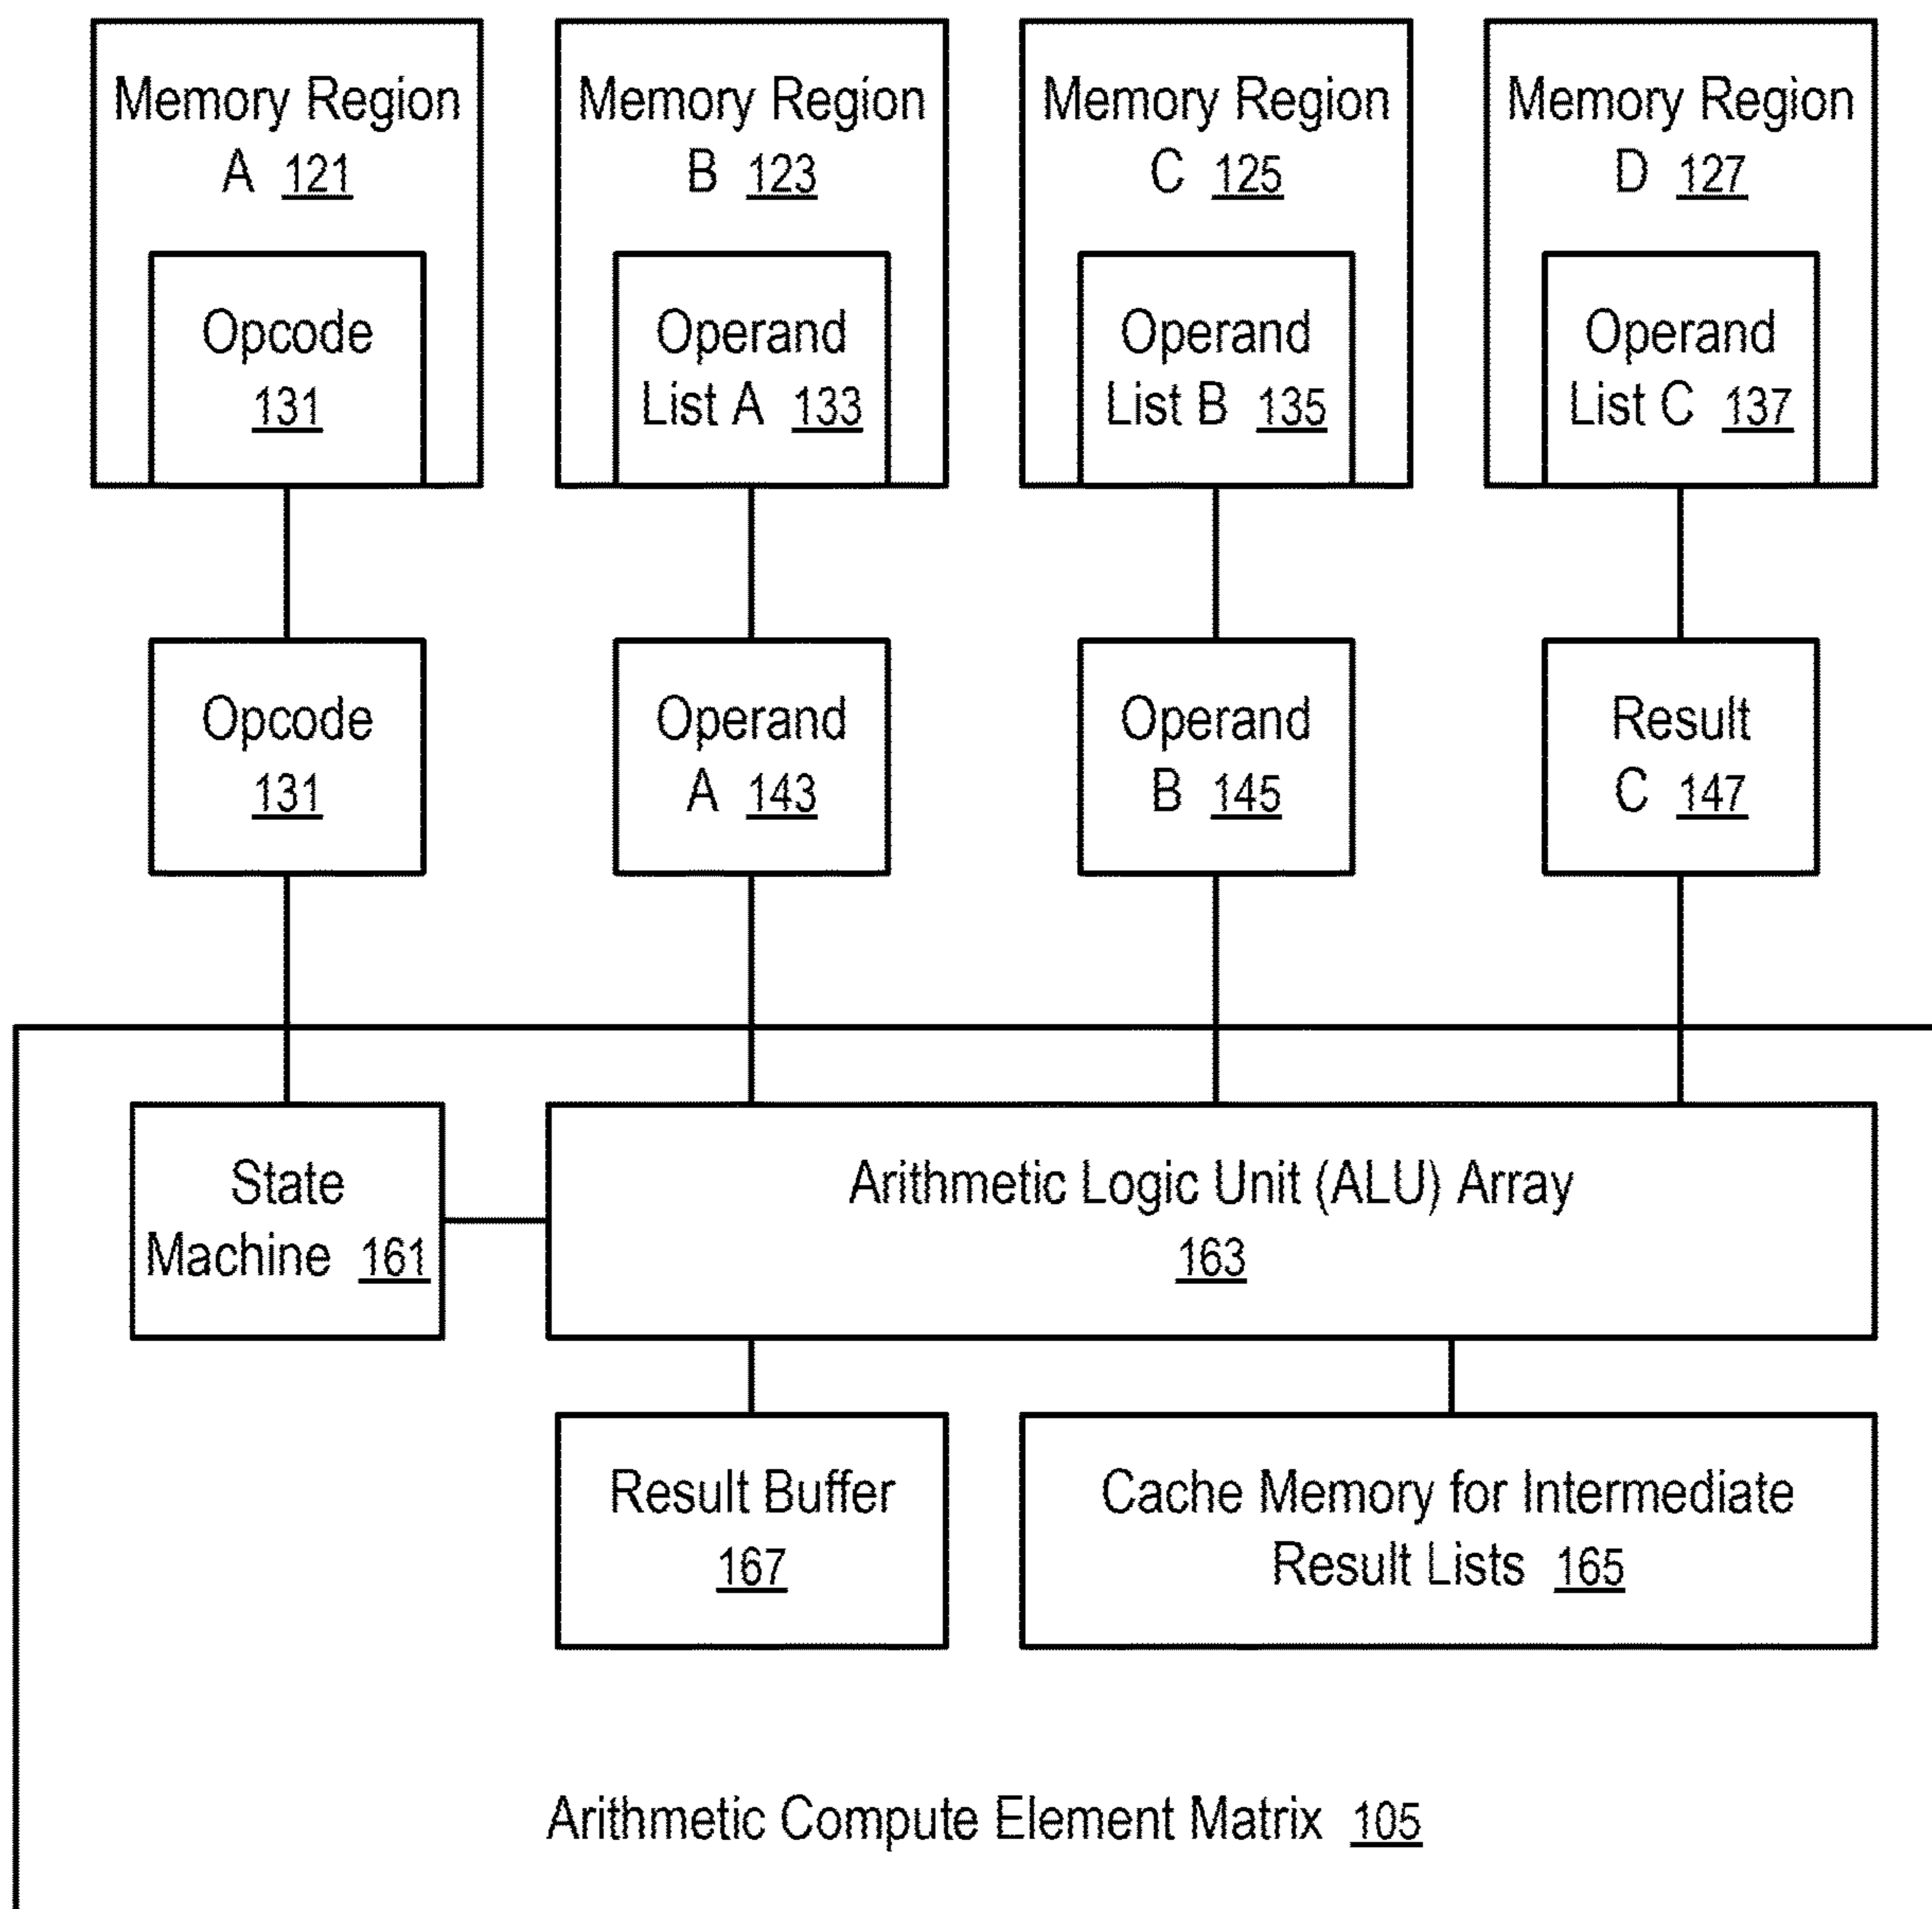 Memory Region
A 121
Memory Region
B 123
Memory Region
C 125
Memory Region
D 127
Opcode
131
Operand
List A 133
Operand
List B 135
Operand
List C 137
Opcode
131
Operand
A 143
Operand
B 145
Result
C 147
State
Machine 161
Arithmetic Logic Unit (ALU) Array
163
Result Buffer
167
Cache Memory for Intermediate
Result Lists 165
Arithmetic Compute Element Matrix 105